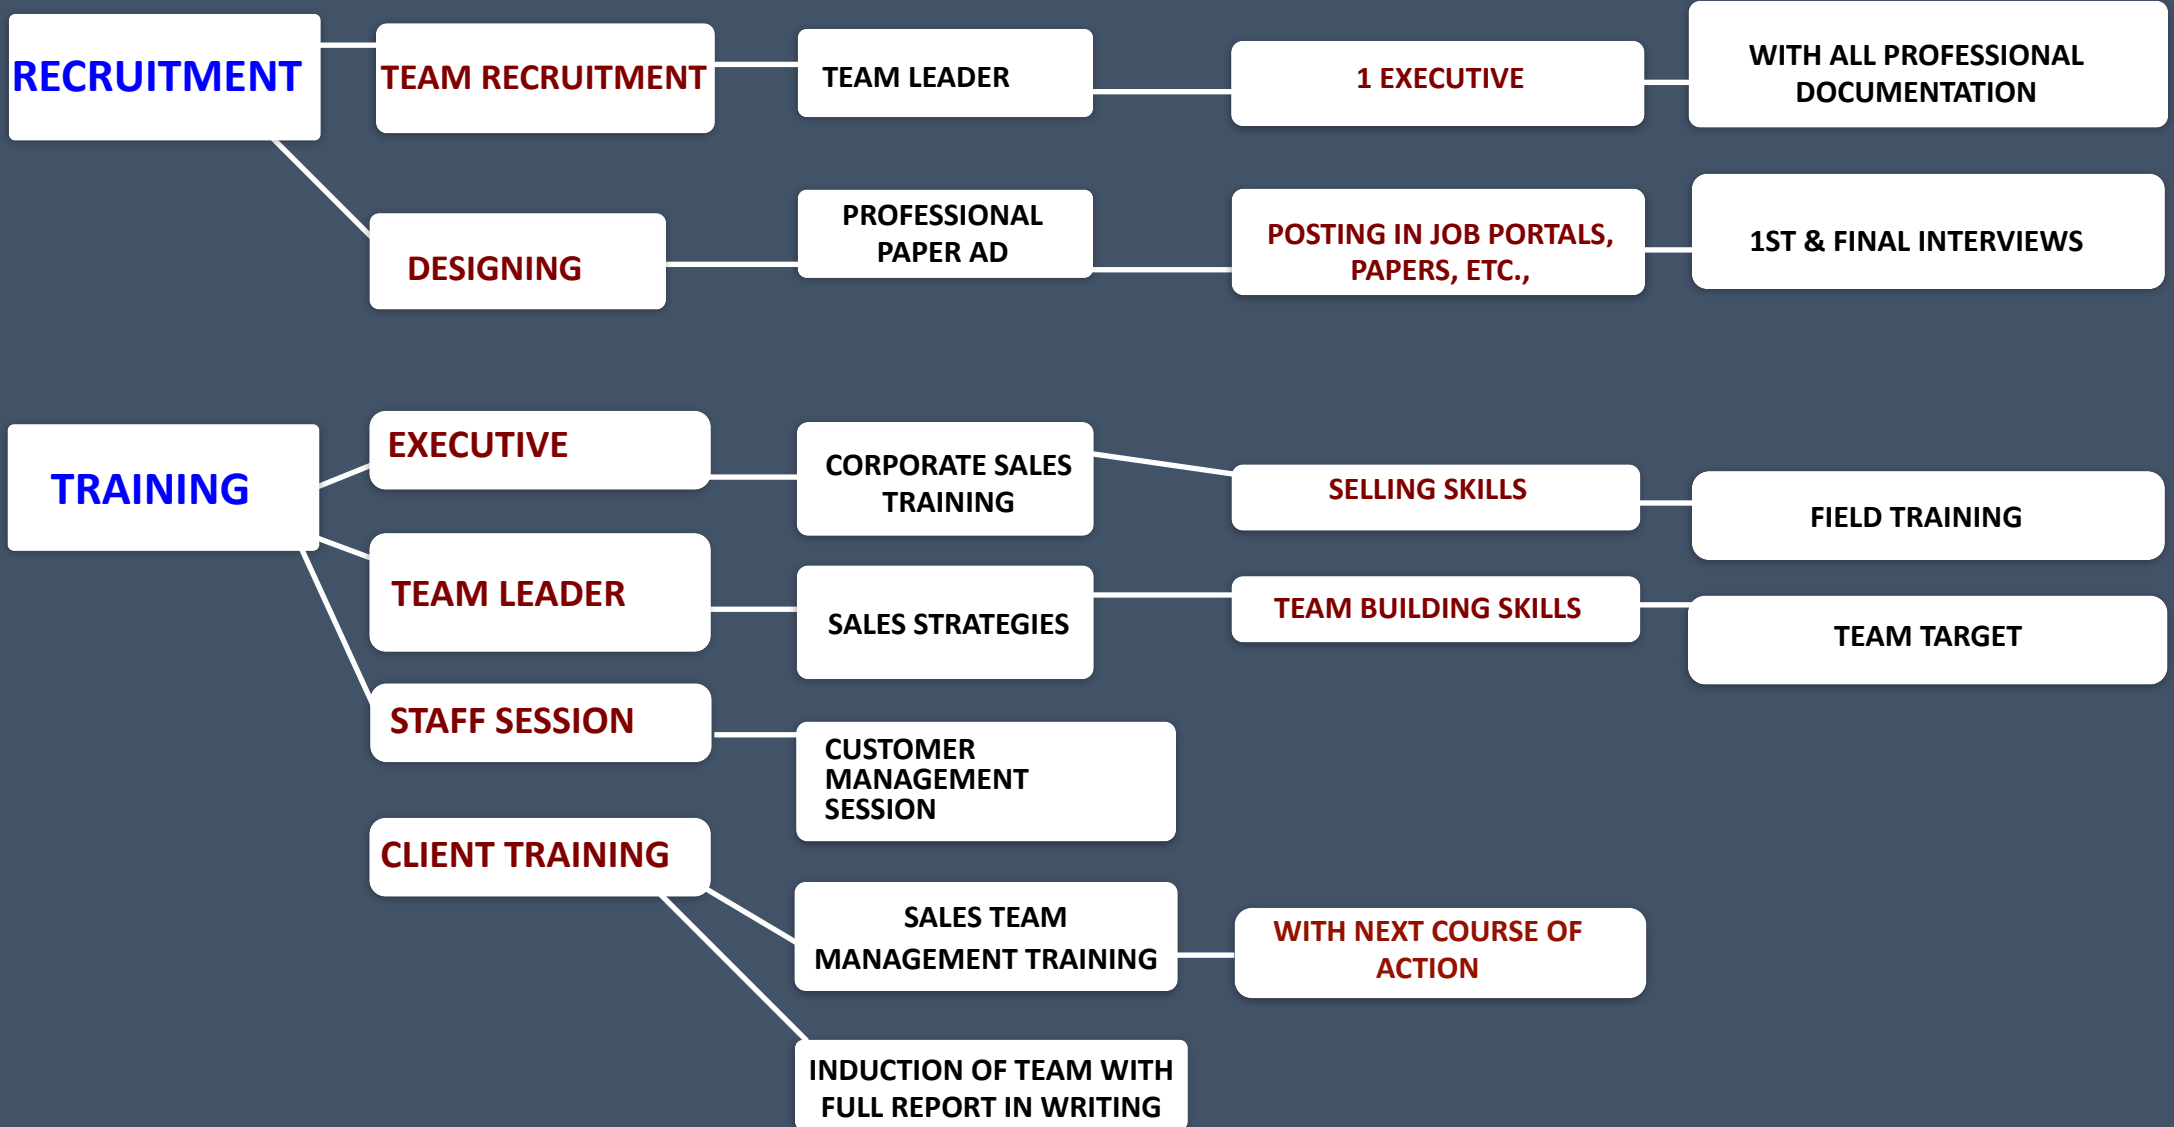 RECRUITMENT
TEAM RECRUITMENT
TEAM LEADER
1 EXECUTIVE
WITH ALL PROFESSIONAL
DOCUMENTATION
DESIGNING
PROFESSIONAL
PAPER AD
POSTING IN JOB PORTALS,
PAPERS, ETC.,
1ST & FINAL INTERVIEWS
TRAINING
EXECUTIVE
CORPORATE SALES
TRAINING
SELLING SKILLS
FIELD TRAINING
TEAM LEADER
SALES STRATEGIES
TEAM BUILDING SKILLS
TEAM TARGET
STAFF SESSION
CUSTOMER
MANAGEMENT
SESSION
CLIENT TRAINING
SALES TEAM
MANAGEMENT TRAINING
WITH NEXT COURSE OF
ACTION
INDUCTION OF TEAM WITH
FULL REPORT IN WRITING